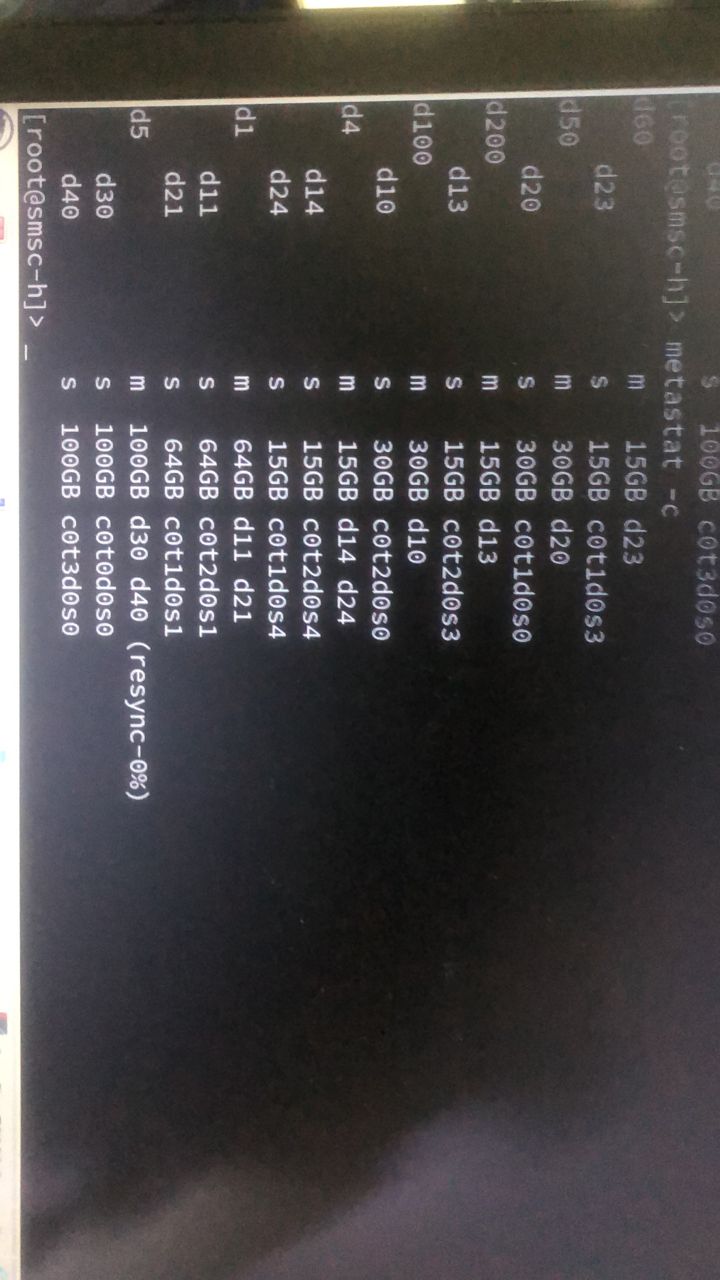 d40 s 100GB c0t3d0s0
[root@smsc-h]> metastat -c
d60 m 15GB d23
d23 s 15GB c0t1d0s3
d50 m 30GB d20
d20 s 30GB c0t1d0s0
d200 m 15GB d13
d13 s 15GB c0t2d0s3
d100 m 30GB d10
d10 s 30GB c0t2d0s0
d4 m 15GB d14 d24
d14 s 15GB c0t2d0s4
d24 s 15GB c0t1d0s4
d1 m 64GB d11 d21
d11 s 64GB c0t2d0s1
d21 s 64GB c0t1d0s1
d5 m 100GB d30 d40 (resync-0%)
d30 s 100GB c0t0d0s0
d40 s 100GB c0t3d0s0
[root@smsc-h]> _